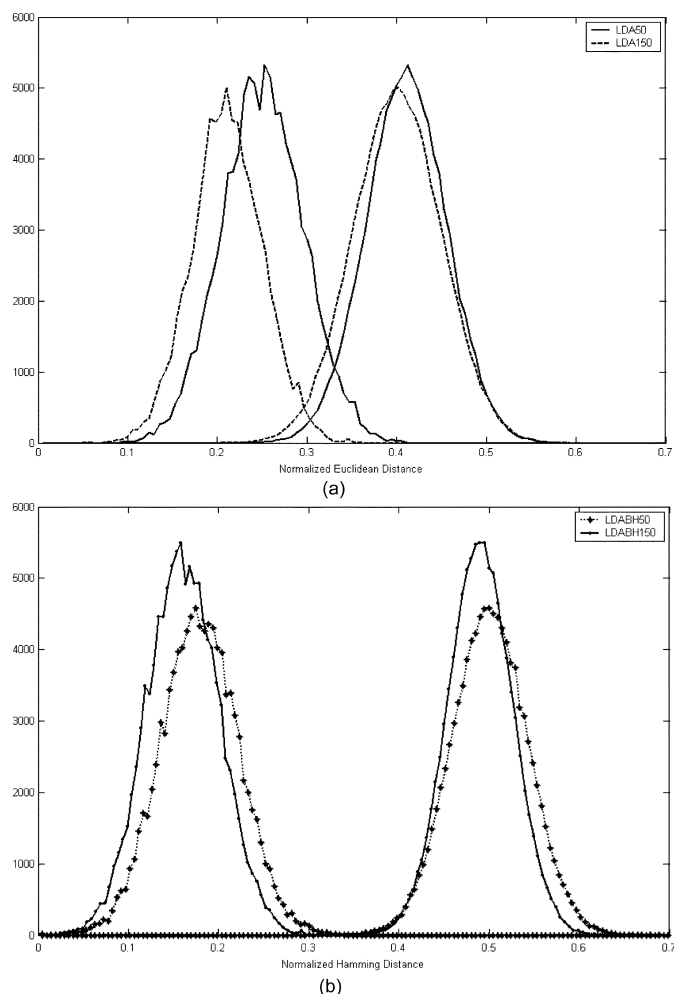 6000
LDA50
LDA150
5000
4000
3000
2000
1000
0
0 0.1 0.2 0.3 0.4 0.5 0.6 0.7
Normalized Euclidean Distance
(a)
6000
LDABH50
LDABH150
5000
4000
3000
2000
1000
0
0 0.1 0.2 0.3 0.4 0.5 0.6 0.7
Normalized Hamming Distance
(b)